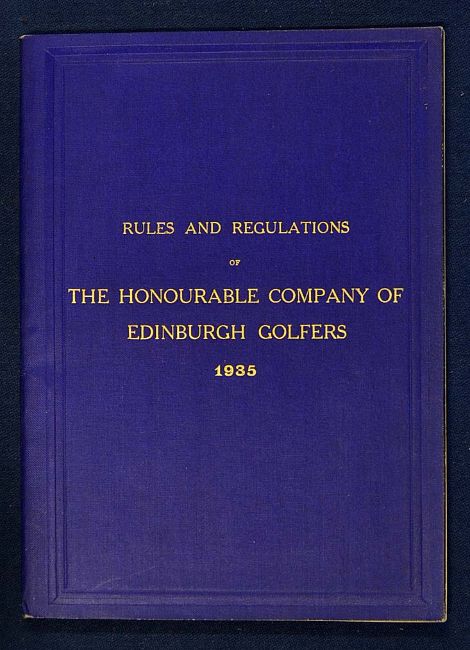 RULES AND REGULATIONS
OF
THE HONOURABLE COMPANY OF
EDINBURGH GOLFERS
1935